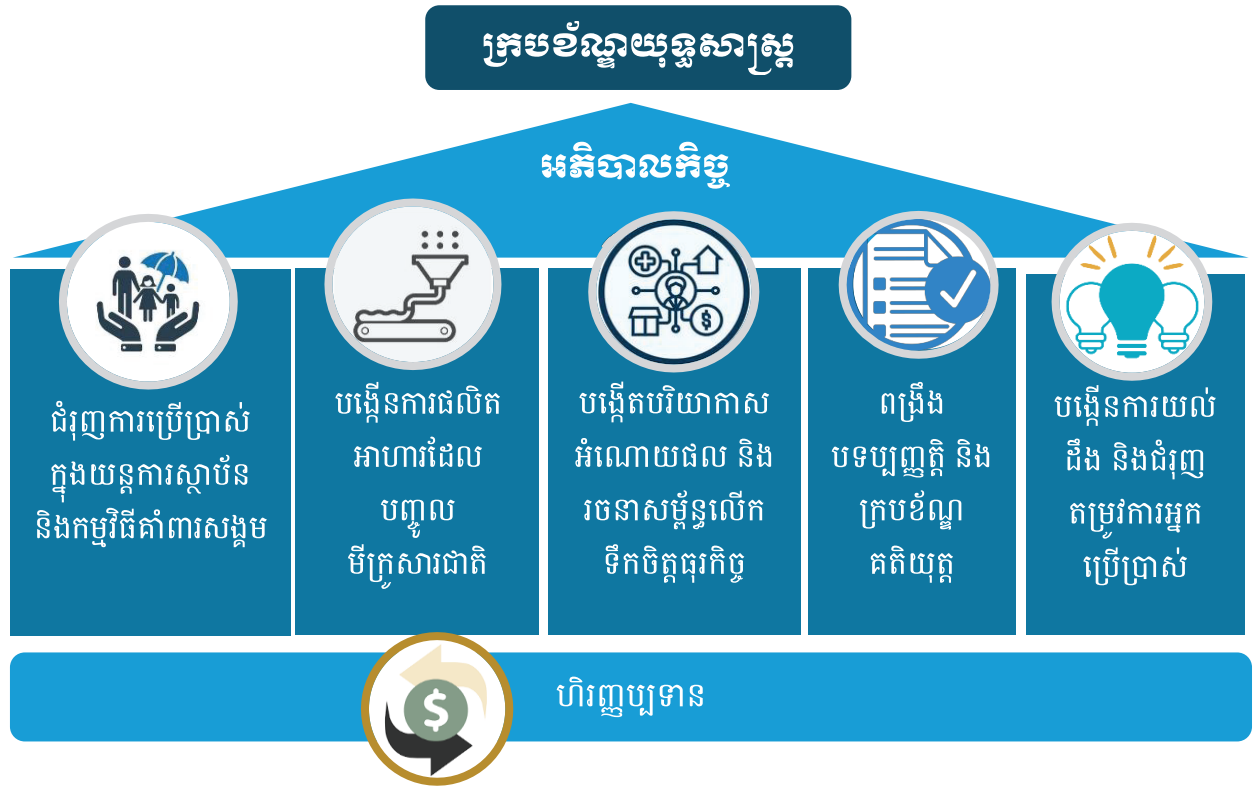 ក្របខ័ណ្ឌយុទ្ធសាស្ត្រ
អភិបាលកិច្ច
ជំរុញការប្រើប្រាស់
ក្នុងយន្តការស្ថាប័ន
និងកម្មវិធីគាំពារសង្គម
បង្កើនការផលិត
អាហារដែល
បញ្ចូល
មីក្រូសារជាតិ
បង្កើតបរិយាកាស
អំណោយផល និង
រចនាសម្ព័ន្ធលើក
ទឹកចិត្តធុរកិច្ច
ពង្រឹង
បទប្បញ្ញត្តិ និង
ក្របខ័ណ្ឌ
គតិយុត្ត
បង្កើនការយល់
ដឹង និងជំរុញ
តម្រូវការអ្នក
ប្រើប្រាស់
$
$
ហិរញ្ញប្បទាន